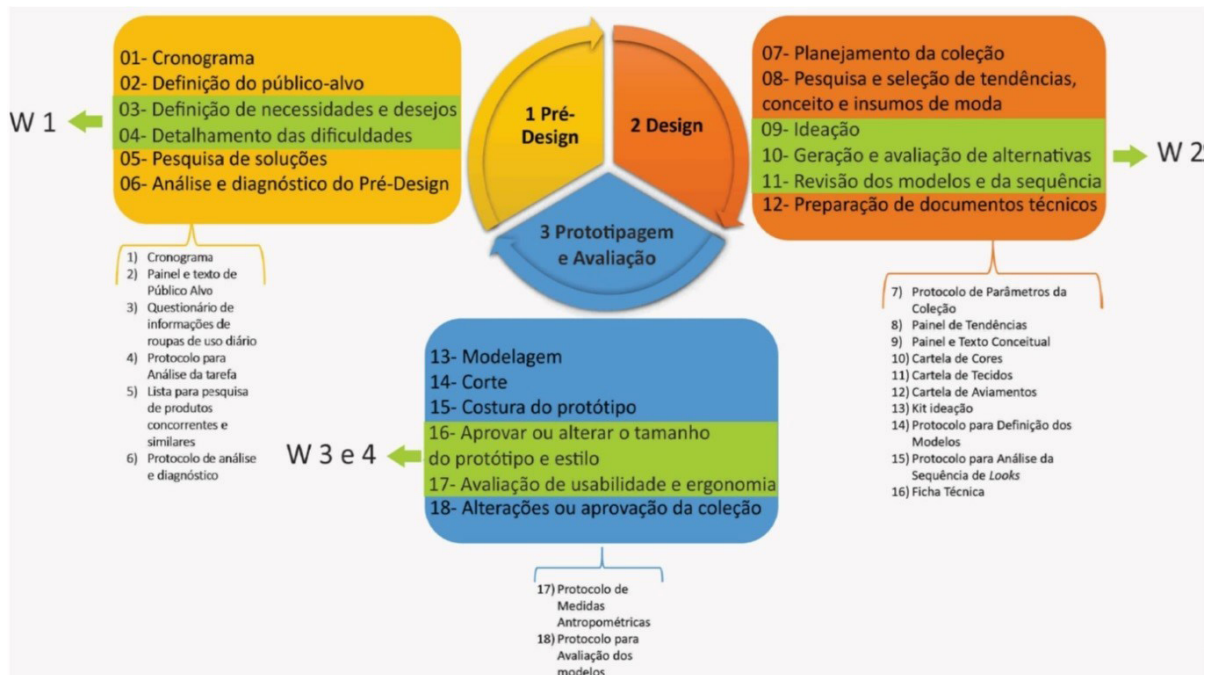 01- Cronograma
02- Definição do público-alvo
03- Definição de necessidades e desejos
04- Detalhamento das dificuldades
05- Pesquisa de soluções
06- Análise e diagnóstico do Pré-Design
W 1
1) Cronograma
2) Painel e texto de
Público Alvo
3) Questionário de
informações de
roupas de uso diário
4) Protocolo para
Análise da tarefa
5) Lista para pesquisa
de produtos
concorrentes e
similares
6) Protocolo de análise
e diagnóstico
1 Pré-
Design
2 Design
3 Prototipagem
e Avaliação
07- Planejamento da coleção
08- Pesquisa e seleção de tendências,
conceito e insumos de moda
09- Ideação
10- Geração e avaliação de alternativas
11- Revisão dos modelos e da sequência
12- Preparação de documentos técnicos
W 2
7) Protocolo de Parâmetros da
Coleção
8) Painel de Tendências
9) Painel e Texto Conceitual
10) Cartela de Cores
11) Cartela de Tecidos
12) Cartela de Aviamentos
13) Kit ideação
14) Protocolo para Definição dos
Modelos
15) Protocolo para Análise da
Sequência de Looks
16) Ficha Técnica
13- Modelagem
14- Corte
15- Costura do protótipo
16- Aprovar ou alterar o tamanho
do protótipo e estilo
17- Avaliação de usabilidade e ergonomia
18- Alterações ou aprovação da coleção
W 3 e 4
17) Protocolo de
Medidas
Antropométricas
18) Protocolo para
Avaliação dos
modelos